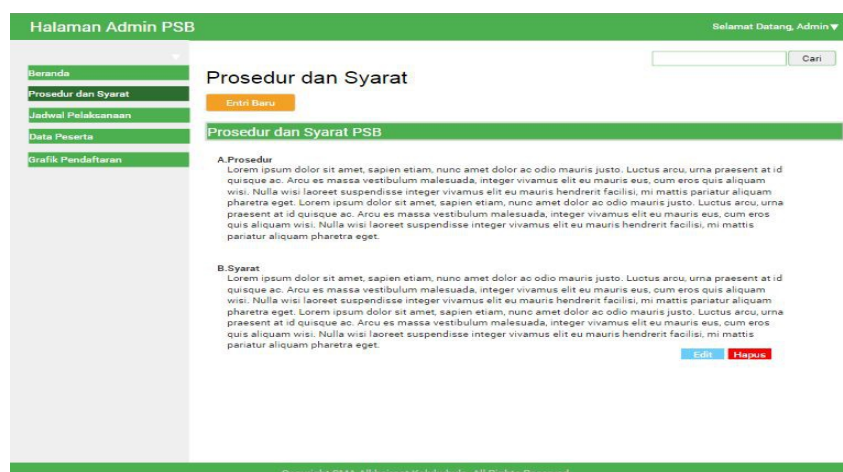 Halaman Admin PSB
Selamat Datang, Admin
Cari
Beranda
Prosedur dan Syarat
Jadwal Pelaksanaan
Data Peserta
Grafik Pendaftaran
Prosedur dan Syarat
Entri Baru
Prosedur dan Syarat PSB
A.Prosedur
Lorem ipsum dolor sit amet, sapien etiam, nunc amet dolor ac odio mauris justo. Luctus arcu, urna praesent at id
quisque ac. Arcu es massa vestibulum malesuada, integer vivamus elit eu mauris eus, cum eros quis aliquam
wisi. Nulla wisi laoreet suspendisse integer vivamus elit eu mauris hendrerit facilisi, mi mattis pariatur aliquam
pharetra eget. Lorem ipsum dolor sit amet, sapien etiam, nunc amet dolor ac odio mauris justo. Luctus arcu, urna
praesent at id quisque ac. Arcu es massa vestibulum malesuada, integer vivamus elit eu mauris eus, cum eros
quis aliquam wisi. Nulla wisi laoreet suspendisse integer vivamus elit eu mauris hendrerit facilisi, mi mattis
pariatur aliquam pharetra eget.
B.Syarat
Lorem ipsum dolor sit amet, sapien etiam, nunc amet dolor ac odio mauris justo. Luctus arcu, urna praesent at id
quisque ac. Arcu es massa vestibulum malesuada, integer vivamus elit eu mauris eus, cum eros quis aliquam
wisi. Nulla wisi laoreet suspendisse integer vivamus elit eu mauris hendrerit facilisi, mi mattis pariatur aliquam
pharetra eget. Lorem ipsum dolor sit amet, sapien etiam, nunc amet dolor ac odio mauris justo. Luctus arcu, urna
praesent at id quisque ac. Arcu es massa vestibulum malesuada, integer vivamus elit eu mauris eus, cum eros
quis aliquam wisi. Nulla wisi laoreet suspendisse integer vivamus elit eu mauris hendrerit facilisi, mi mattis
pariatur aliquam pharetra eget.
Edit
Hapus